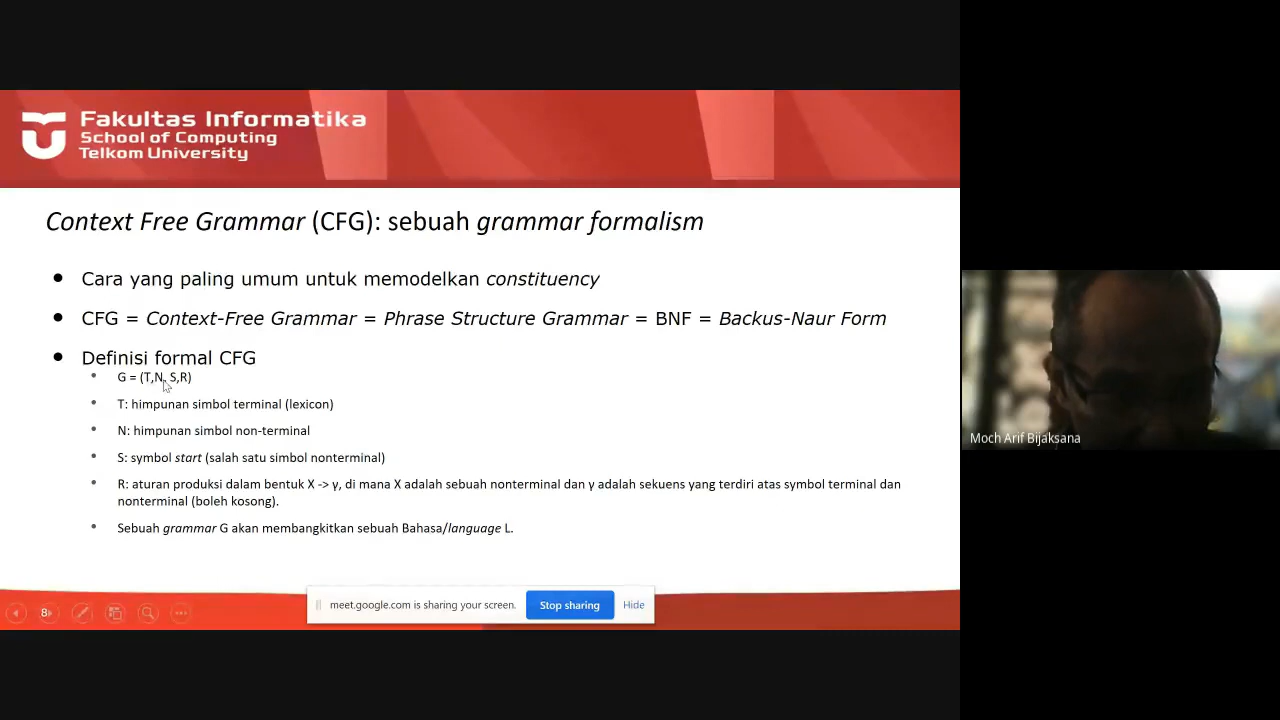 Fakultas Informatika
School of Computing
Telkom University
Context Free Grammar (CFG): sebuah grammar formalism
● Cara yang paling umum untuk memodelkan constituency
● CFG = Context-Free Grammar = Phrase Structure Grammar = BNF = Backus-Naur Form
● Definisi formal CFG
• G = (T,N, S,R)
• T: himpunan simbol terminal (lexicon)
• N: himpunan simbol non-terminal
• S: symbol start (salah satu simbol nonterminal)
• R: aturan produksi dalam bentuk X -> γ, di mana X adalah sebuah nonterminal dan γ adalah sekuens yang terdiri atas symbol terminal dan
nonterminal (boleh kosong).
• Sebuah grammar G akan membangkitkan sebuah Bahasa/language L.
8
meet.google.com is sharing your screen. Stop sharing Hide
Moch Arif Bijaksana